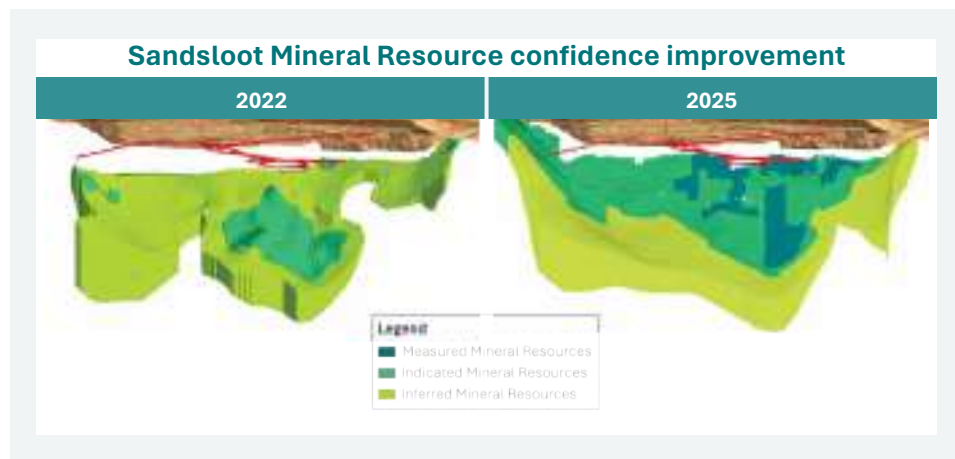 Sandsloot Mineral Resource confidence improvement
2022
2025
Legend
Measured Mineral Resources
Indicated Mineral Resources
Inferred Mineral Resources